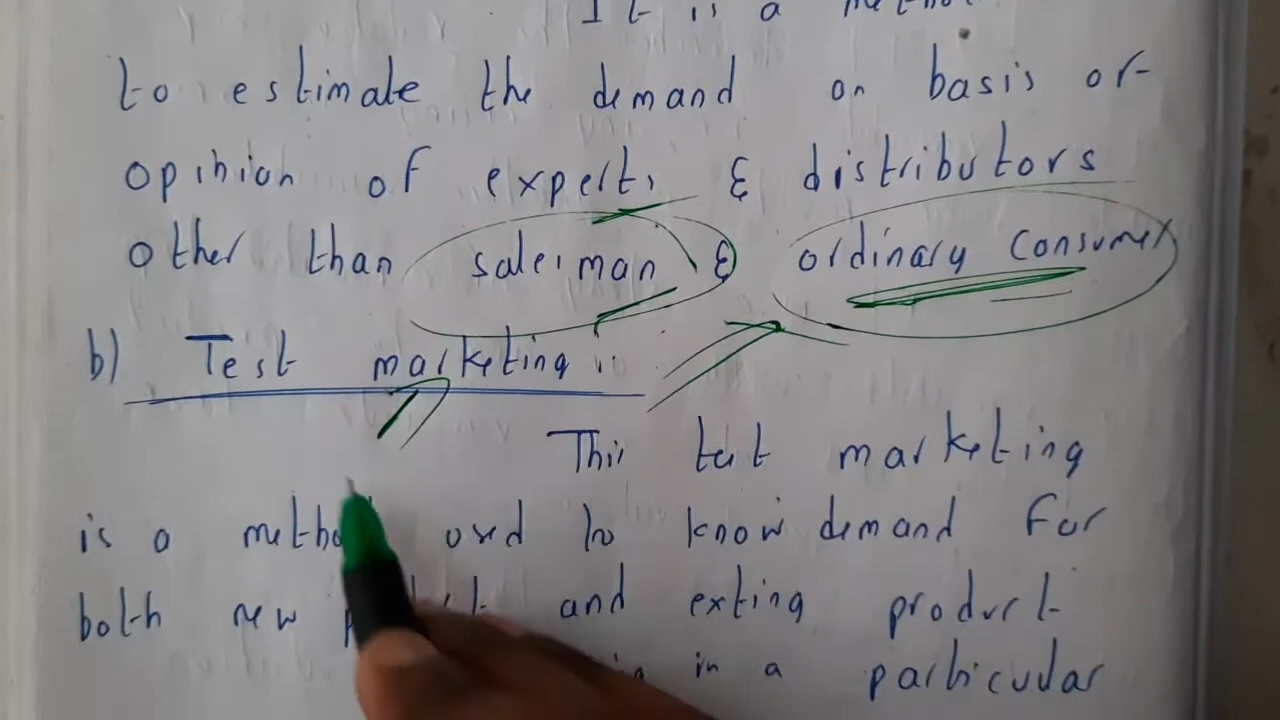 It is a
to estimate the demand on basis of
opinion of experts & distributors
other than salesman & ordinary consumer
b) Test marketing :
This test marketing
is a method used to know demand for
both new and exting product
in a particular